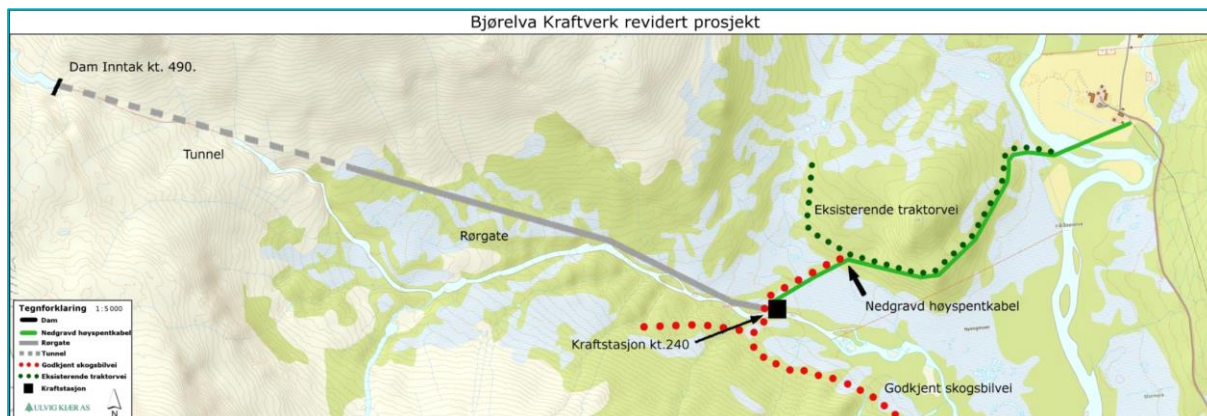 Bjørelva Kraftverk revidert prosjekt
Dam Inntak kt. 490.
Tunnel
Rørgate
Eksisterende traktorvei
Nedgravd høyspentkabel
Kraftstasjon kt.240
Godkjent skogsbilvei
Tegnforklaring 1:5000
Dam
Nedgravd høyspentkabel
Rørgate
Tunnel
Godkjent skogsbilvei
Eksisterende traktorvei
Kraftstasjon
ULVIG KIÆR AS
N